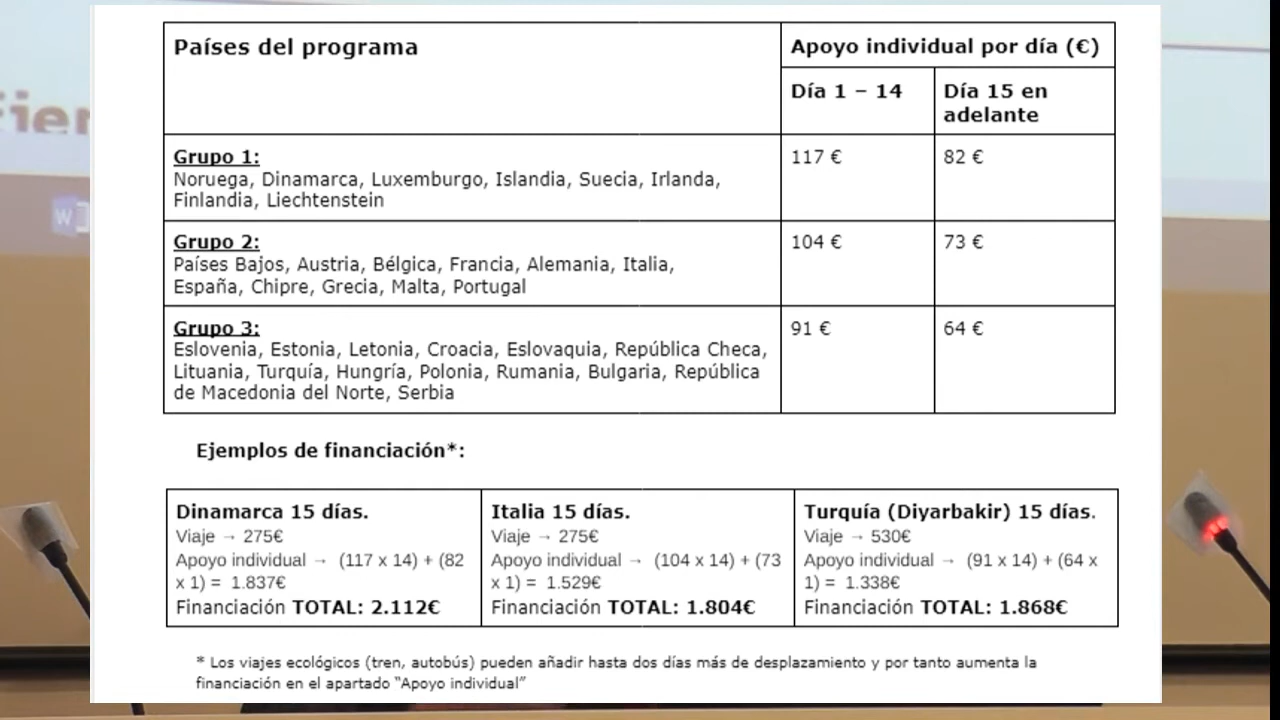 Países del programa
Apoyo individual por día (€)
Día 1 – 14
Día 15 en
adelante
Grupo 1:
Noruega, Dinamarca, Luxemburgo, Islandia, Suecia, Irlanda,
Finlandia, Liechtenstein
117 €
82 €
Grupo 2:
Países Bajos, Austria, Bélgica, Francia, Alemania, Italia,
España, Chipre, Grecia, Malta, Portugal
104 €
73 €
Grupo 3:
Eslovenia, Estonia, Letonia, Croacia, Eslovaquia, República Checa,
Lituania, Turquía, Hungría, Polonia, Rumania, Bulgaria, República
de Macedonia del Norte, Serbia
91 €
64 €
Ejemplos de financiación*:
Dinamarca 15 días.
Viaje → 275€
Apoyo individual → (117 x 14) + (82
x 1) = 1.837€
Financiación TOTAL: 2.112€
Italia 15 días.
Viaje → 275€
Apoyo individual → (104 x 14) + (73
x 1) = 1.529€
Financiación TOTAL: 1.804€
Turquía (Diyarbakir) 15 días.
Viaje → 530€
Apoyo individual → (91 x 14) + (64 x
1) = 1.338€
Financiación TOTAL: 1.868€
* Los viajes ecológicos (tren, autobús) pueden añadir hasta dos días más de desplazamiento y por tanto aumenta la
financiación en el apartado “Apoyo individual”
W